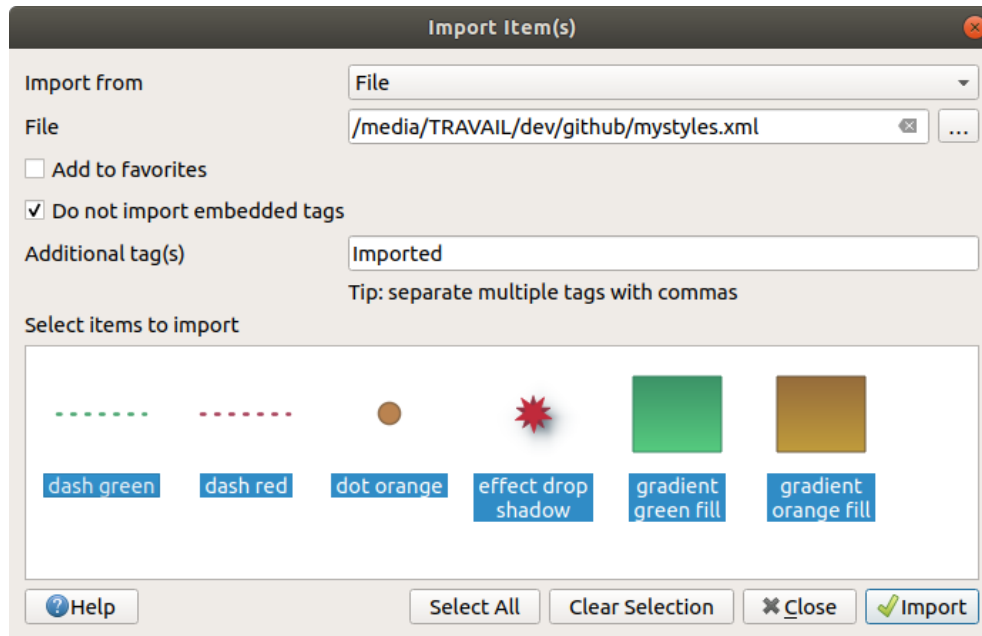 Import Item(s)
Import from File
File /media/TRAVAIL/dev/github/mystyles.xml ...
Add to favorites
Do not import embedded tags
Additional tag(s) Imported
Tip: separate multiple tags with commas
Select items to import
dash green dash red dot orange effect drop shadow gradient green fill gradient orange fill
Help Select All Clear Selection Close Import